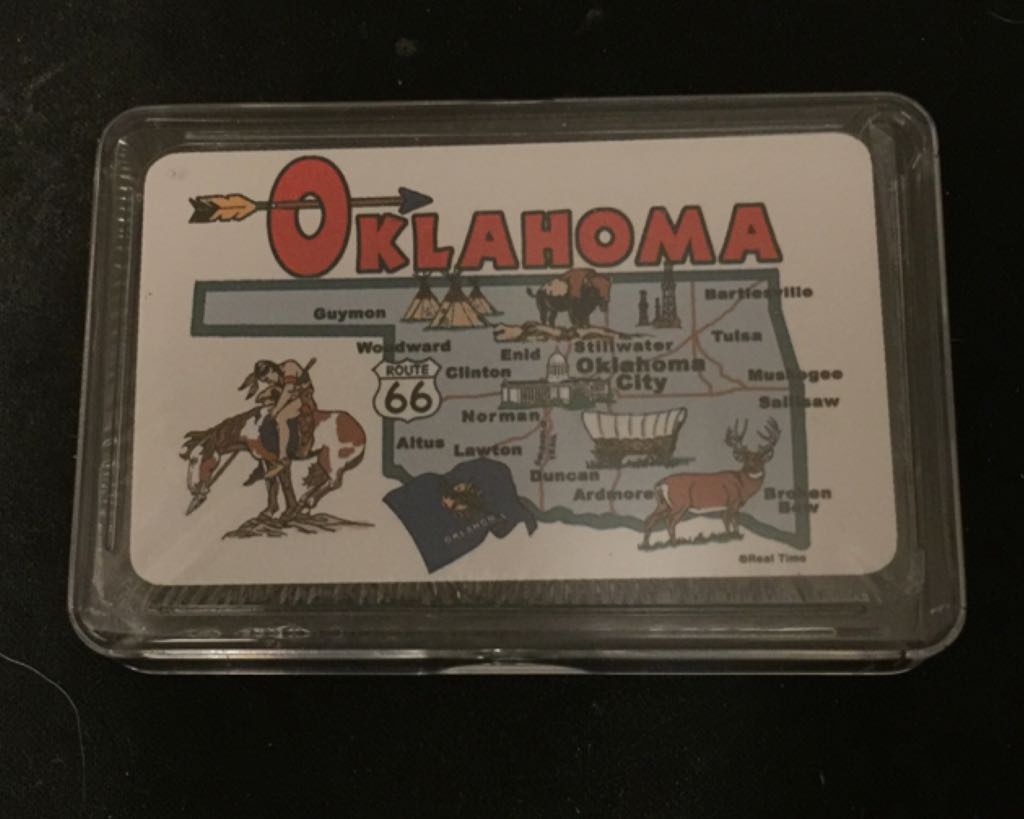 OKLAHOMA
Guymon
Bartlesville
Woodward
Enid
Stillwater
Tulsa
ROUTE
66
Clinton
Oklahoma
City
Muskogee
Sallisaw
Norman
Altus
Lawton
Duncan
Ardmore
Broken
Bow
OKLAHOMA
©Real Time